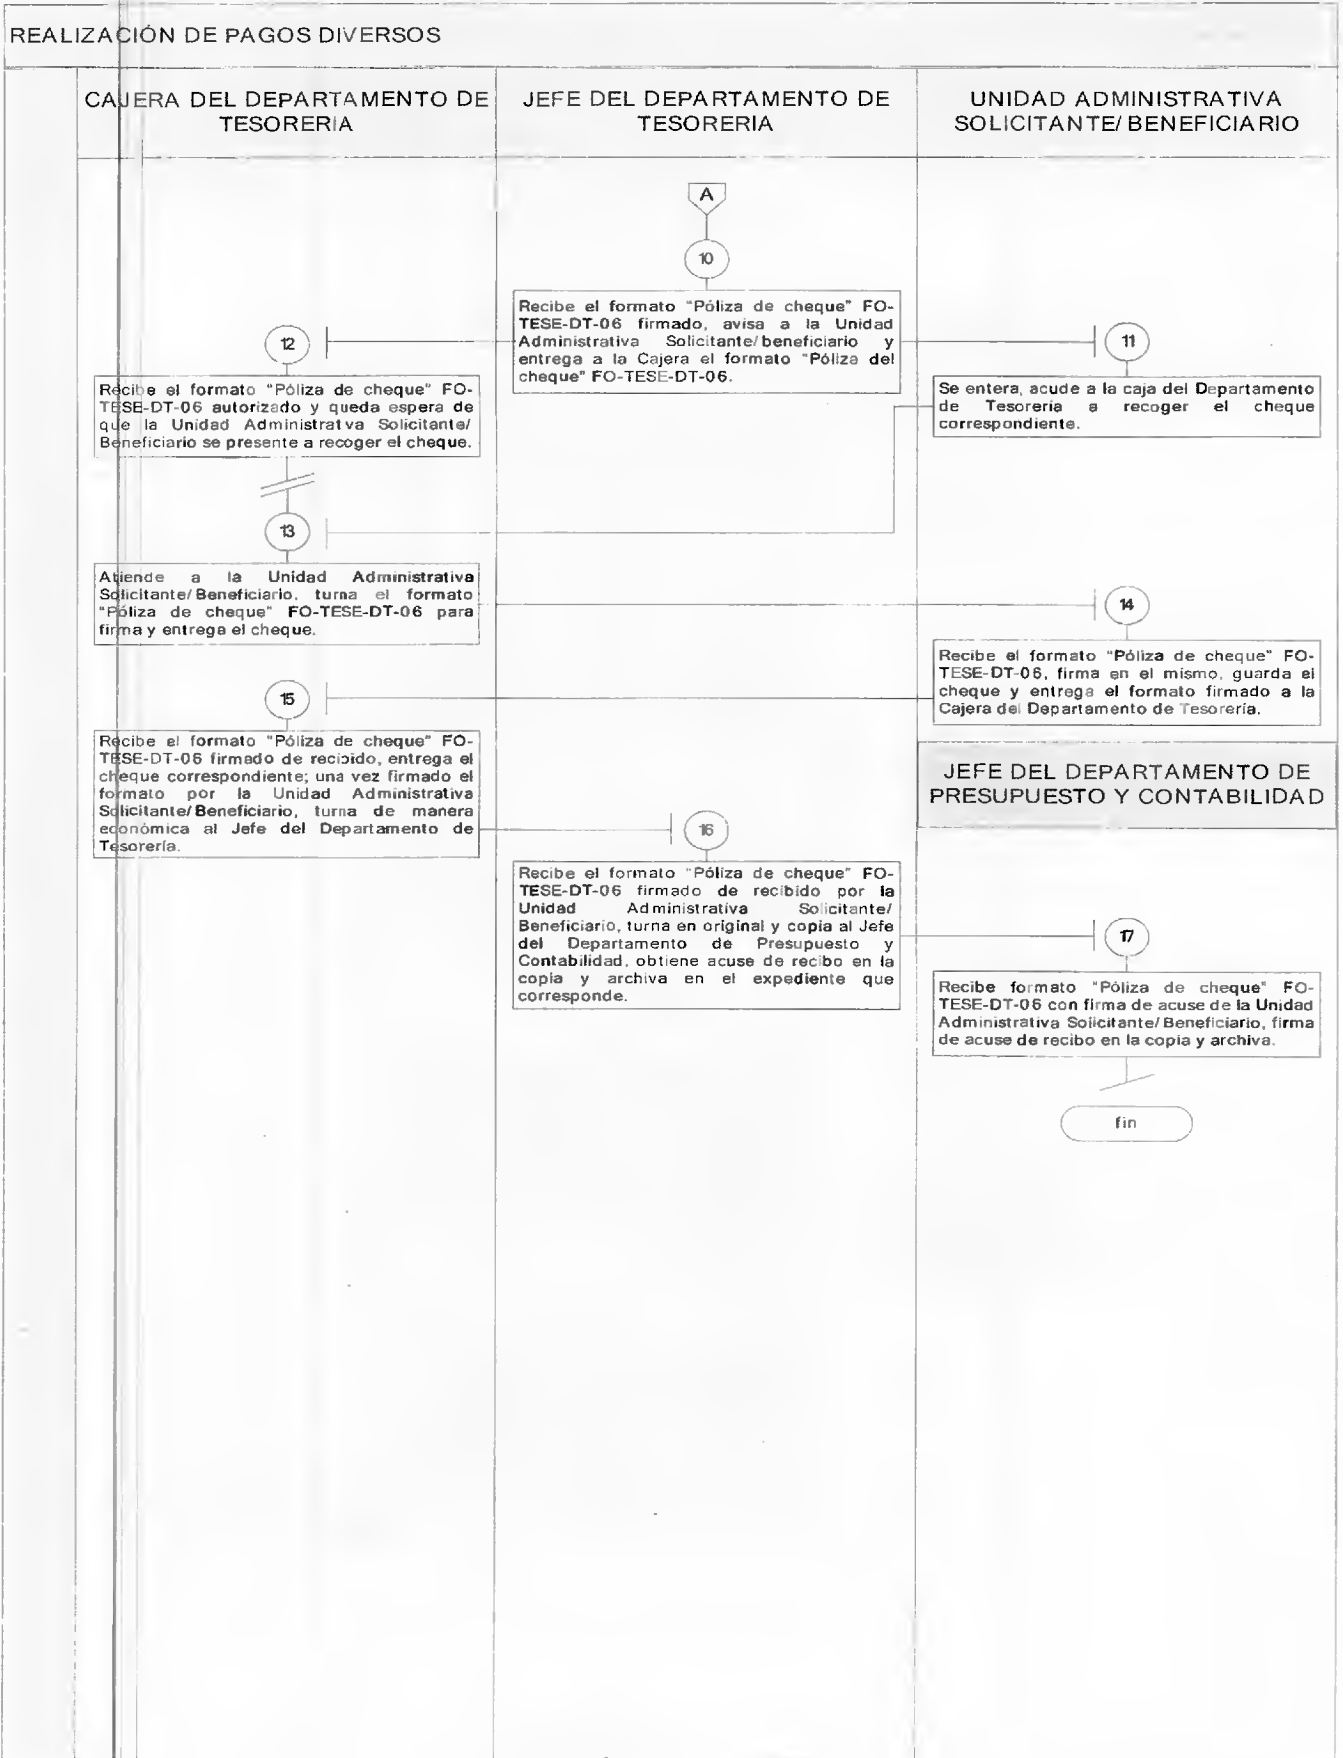 REALIZACIÓN DE PAGOS DIVERSOS
CAJERA DEL DEPARTAMENTO DE
TESORERIA
JEFE DEL DEPARTAMENTO DE
TESORERIA
UNIDAD ADMINISTRATIVA
SOLICITANTE/ BENEFICIARIO
A
10
Recibe el formato "Póliza de cheque" FO-
TESE-DT-06 firmado, avisa a la Unidad
Administrativa Solicitante/beneficiario y
entrega a la Cajera el formato "Póliza del
cheque" FO-TESE-DT-06.
11
Se entera, acude a la caja del Departamento
de Tesorería a recoger el cheque
correspondiente.
12
Recibe el formato "Póliza de cheque" FO-
TESE-DT-06 autorizado y queda espera de
que la Unidad Administratva Solicitante/
Beneficiario se presente a recoger el cheque.
13
Atiende a la Unidad Administrativa
Solicitante/Beneficiario, turna el formato
"Póliza de cheque" FO-TESE-DT-06 para
firma y entrega el cheque.
14
Recibe el formato "Póliza de cheque" FO-
TESE-DT-06, firma en el mismo, guarda el
cheque y entrega el formato firmado a la
Cajera del Departamento de Tesorería.
15
Recibe el formato "Póliza de cheque" FO-
TESE-DT-06 firmado de recibido, entrega el
cheque correspondiente; una vez firmado el
formato por la Unidad Administrativa
Solicitante/Beneficiario, turna de manera
económica al Jefe del Departamento de
Tesorería.
JEFE DEL DEPARTAMENTO DE
PRESUPUESTO Y CONTABILIDAD
16
Recibe el formato "Póliza de cheque" FO-
TESE-DT-06 firmado de recibido por la
Unidad Administrativa Solicitante/
Beneficiario, turna en original y copia al Jefe
del Departamento de Presupuesto y
Contabilidad, obtiene acuse de recibo en la
copia y archiva en el expediente que
corresponde.
17
Recibe formato "Póliza de cheque" FO-
TESE-DT-06 con firma de acuse de la Unidad
Administrativa Solicitante/Beneficiario, firma
de acuse de recibo en la copia y archiva.
fin